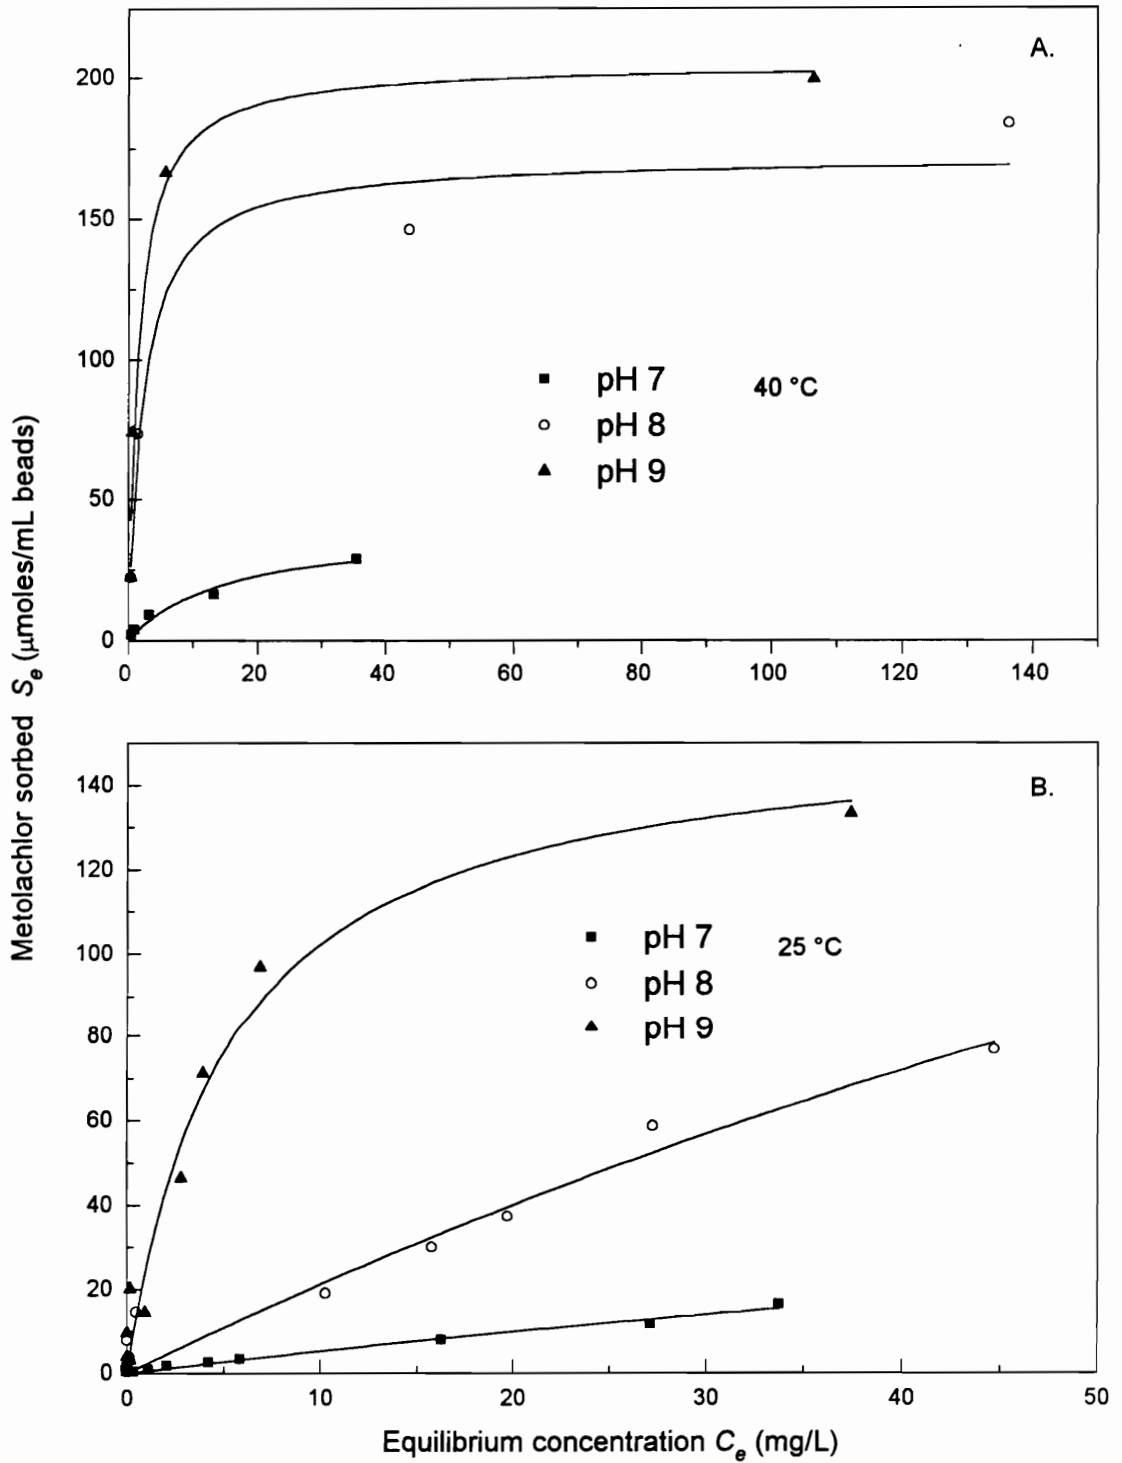 A.
200
150
100
50
0
pH 7
pH 8
pH 9
40 °C
0 20 40 60 80 100 120 140
Metolachlor sorbed Sₑ (μmoles/mL beads)
B.
140
120
100
80
60
40
20
0
pH 7
pH 8
pH 9
25 °C
0 10 20 30 40 50
Equilibrium concentration Cₑ (mg/L)